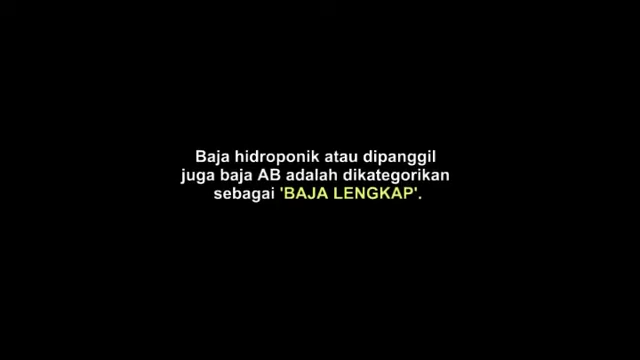 Baja hidroponik atau dipanggil
juga baja AB adalah dikategorikan
sebagai 'BAJA LENGKAP'.